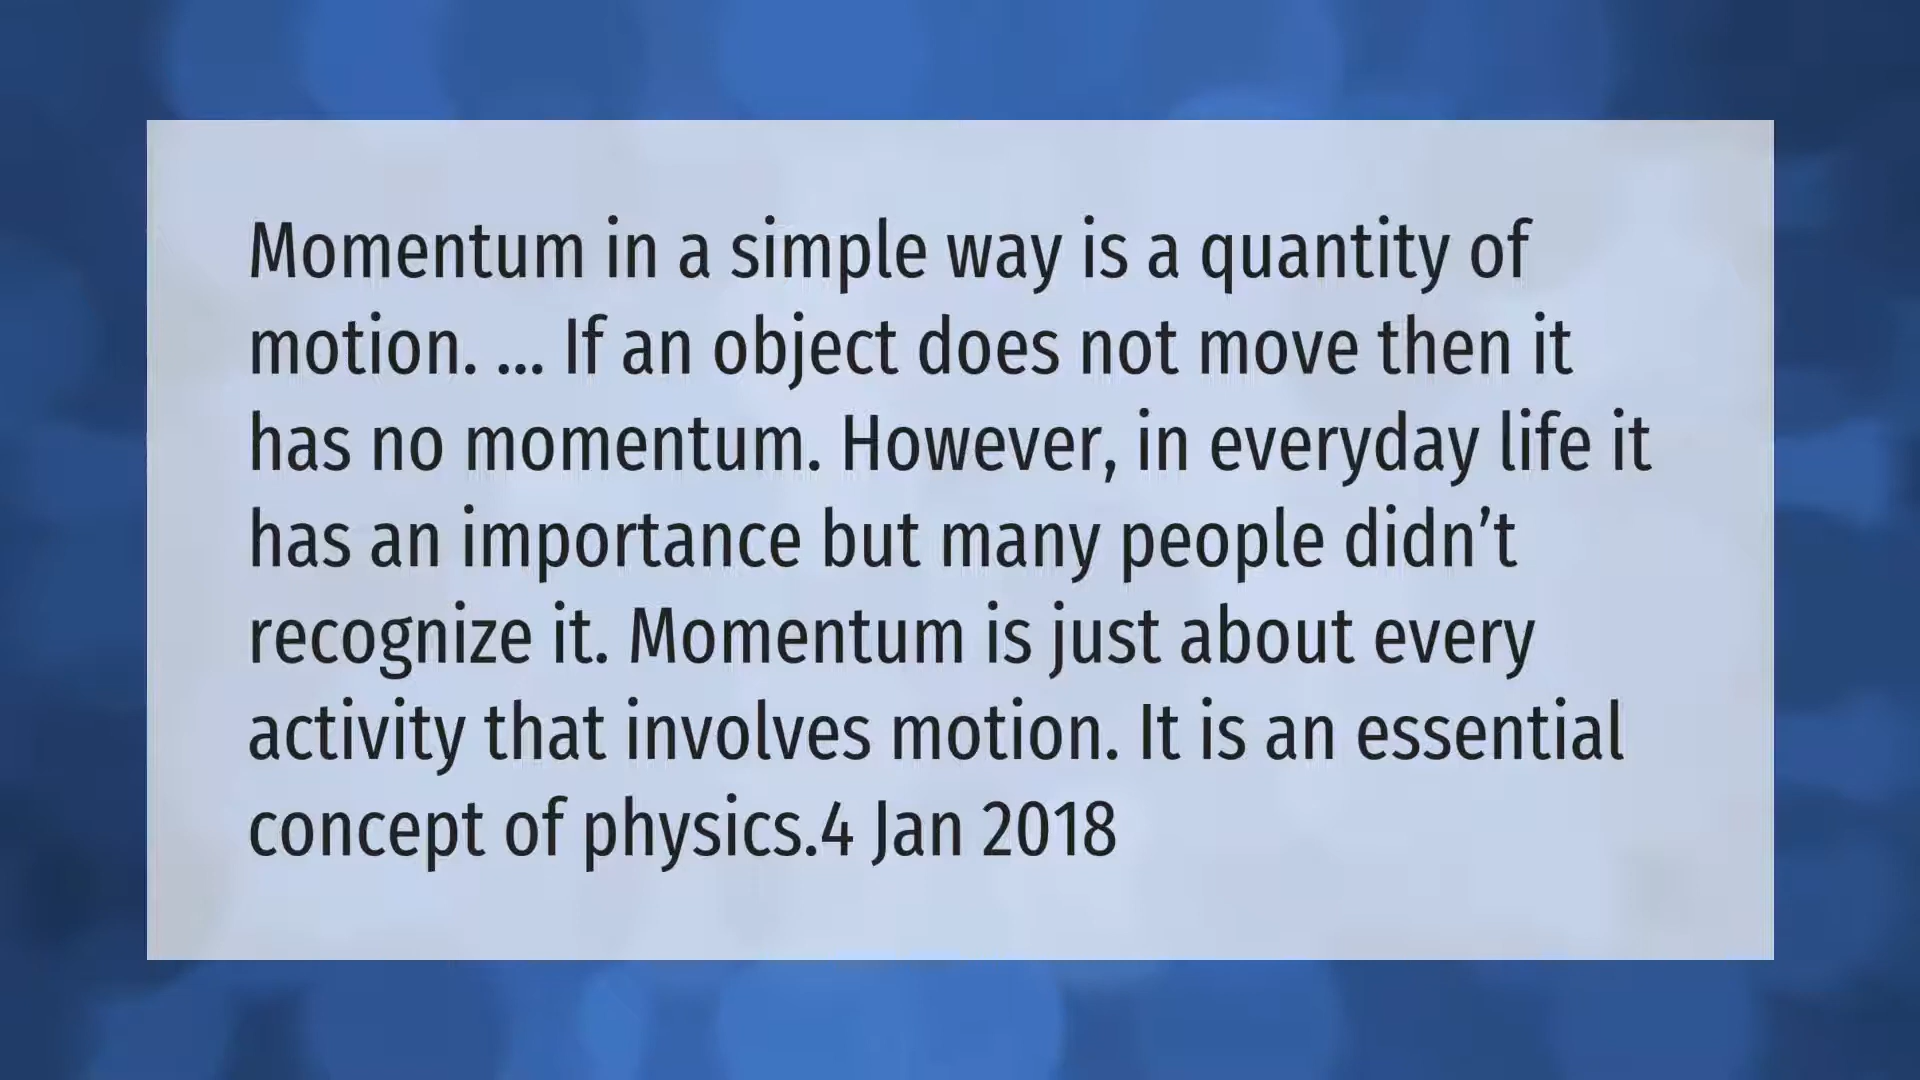 Momentum in a simple way is a quantity of
motion. ... If an object does not move then it
has no momentum. However, in everyday life it
has an importance but many people didn’t
recognize it. Momentum is just about every
activity that involves motion. It is an essential
concept of physics.4 Jan 2018